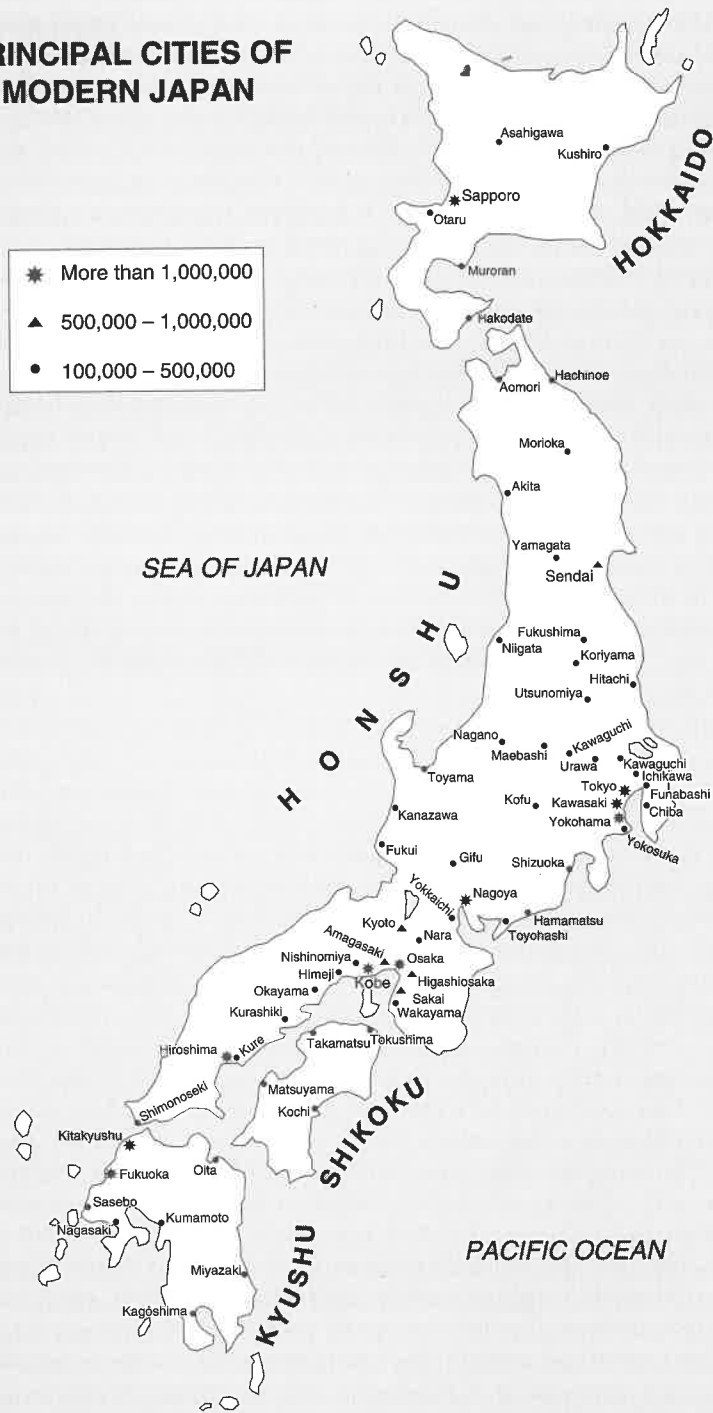 RINCIPAL CITIES OF
MODERN JAPAN
Asahigawa
Kushiro
HOKKAIDO
Sapporo
Otaru
More than 1,000,000
500,000 – 1,000,000
100,000 – 500,000
Muroran
Hakodate
Aomori
Hachinoe
Morioka
Akita
SEA OF JAPAN
Yamagata
Sendai
HONSHU
Fukushima
Niigata
Koriyama
Hitachi
Utsunomiya
Nagano
Maebashi
Kawaguchi
Urawa
Kawaguchi
Toyama
Ichikawa
Tokyo
Funabashi
Kanazawa
Kofu
Kawasaki
Chiba
Yokohama
Yokosuka
Fukui
Gifu
Shizuoka
Yokkaichi
Nagoya
Hamamatsu
Toyohashi
Kyoto
Nara
Amagasaki
Nishinomiya
Osaka
Himeji
Kobe
Higashiosaka
Okayama
Sakai
Wakayama
Kurashiki
Hiroshima
Kure
Takamatsu
Tokushima
Matsuyama
Shimonoseki
Kochi
SHIKOKU
Kitakyushu
Fukuoka
Oita
Sasebo
Nagasaki
Kumamoto
KYUSHU
PACIFIC OCEAN
Miyazaki
Kagoshima